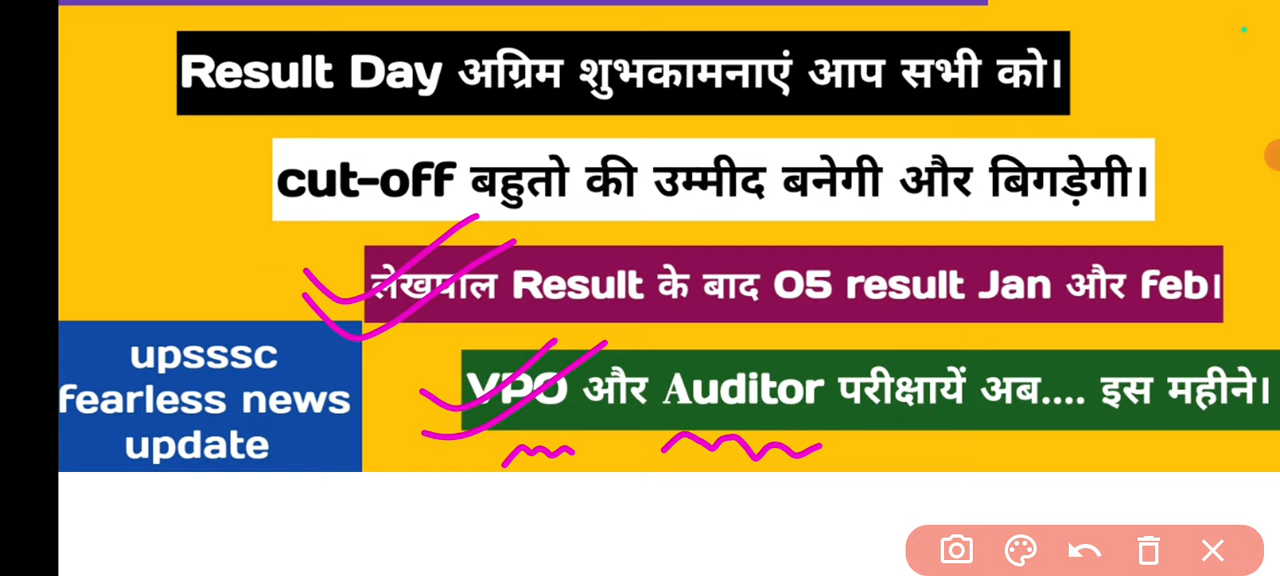 Result Day अग्रिम शुभकामनाएं आप सभी को।
cut-off बहुतो की उम्मीद बनेगी और बिगड़ेगी।
लेखपाल Result के बाद 05 result Jan और feb।
upsssc
fearless news
update
VPO और Auditor परीक्षायें अब.... इस महीने।